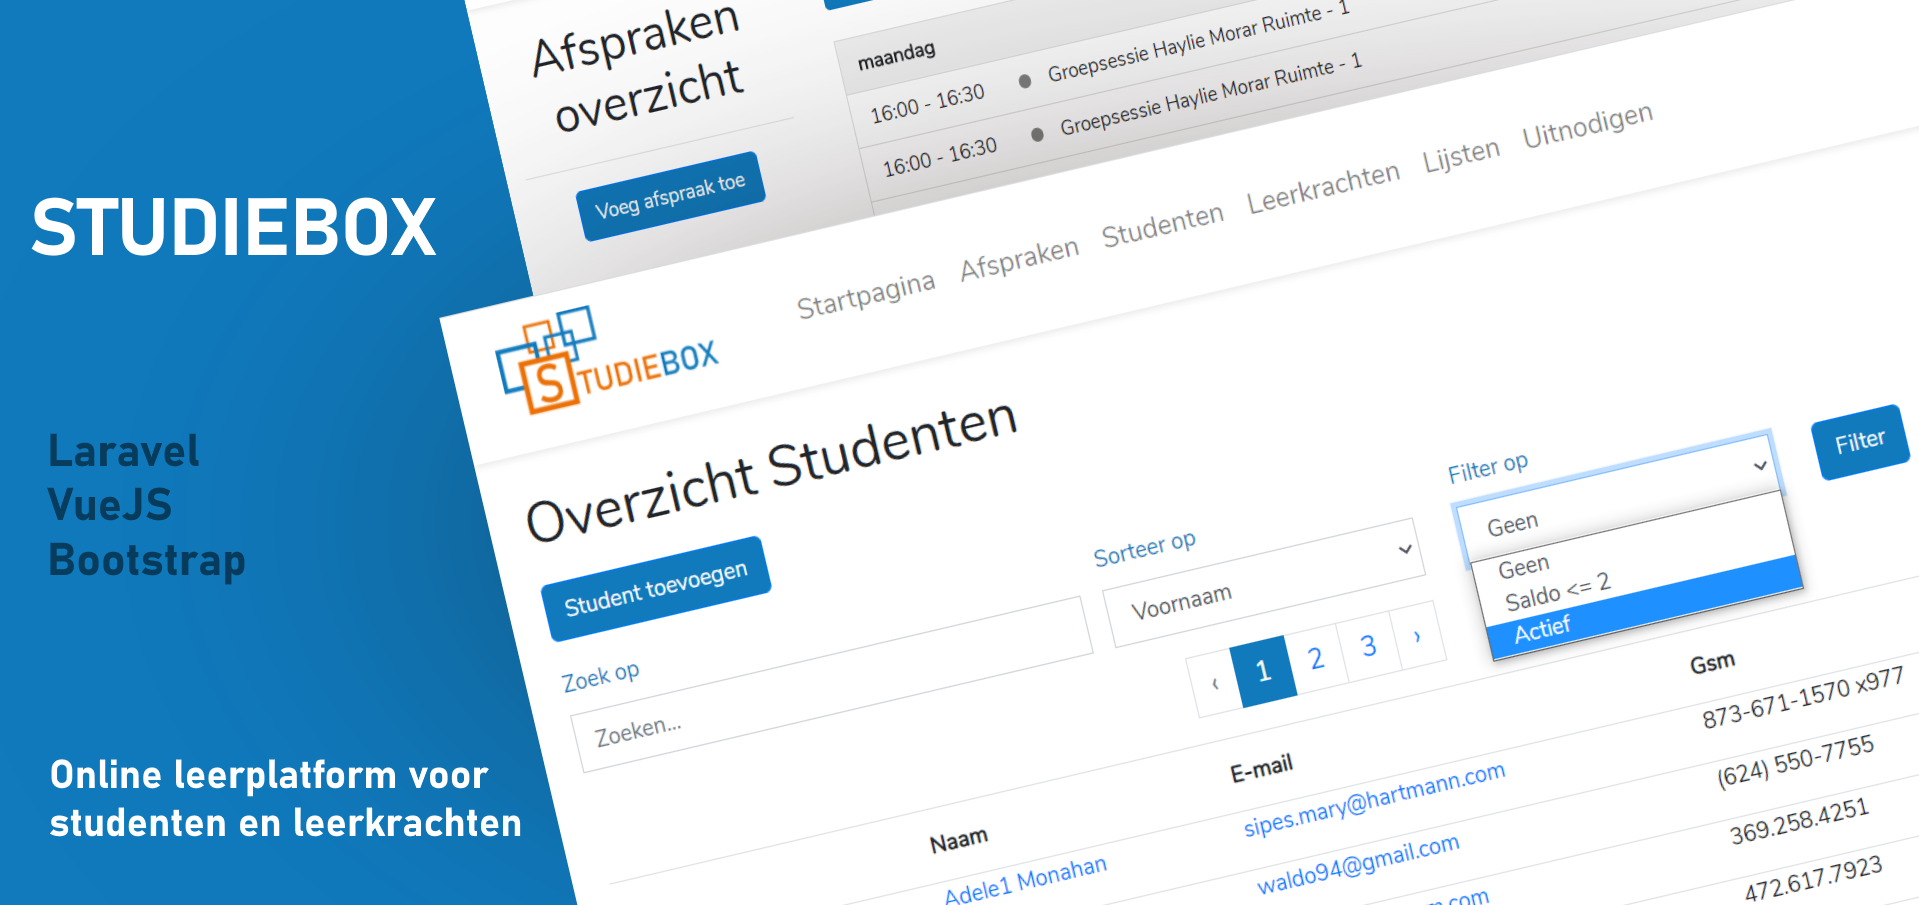 STUDIEBOX
Laravel
VueJS
Bootstrap
Online leerplatform voor
studenten en leerkrachten
Afspraken
overzicht
Voeg afspraak toe
maandag
16:00 - 16:30 Groepsessie Haylie Morar Ruimte - 1
16:00 - 16:30 Groepsessie Haylie Morar Ruimte - 1
STUDIEBOX
Startpagina Afspraken Studenten Leerkrachten Lijsten Uitnodigen
Overzicht Studenten
Student toevoegen
Zoek op
Zoeken...
Sorteer op
Voornaam
Filter op
Geen
Geen
Saldo <= 2
Actief
Filter
‹ 1 2 3 ›
Naam E-mail Gsm
Adele1 Monahan sipes.mary@hartmann.com 873-671-1570 x977
waldo94@gmail.com (624) 550-7755
.com 369.258.4251
472.617.7923